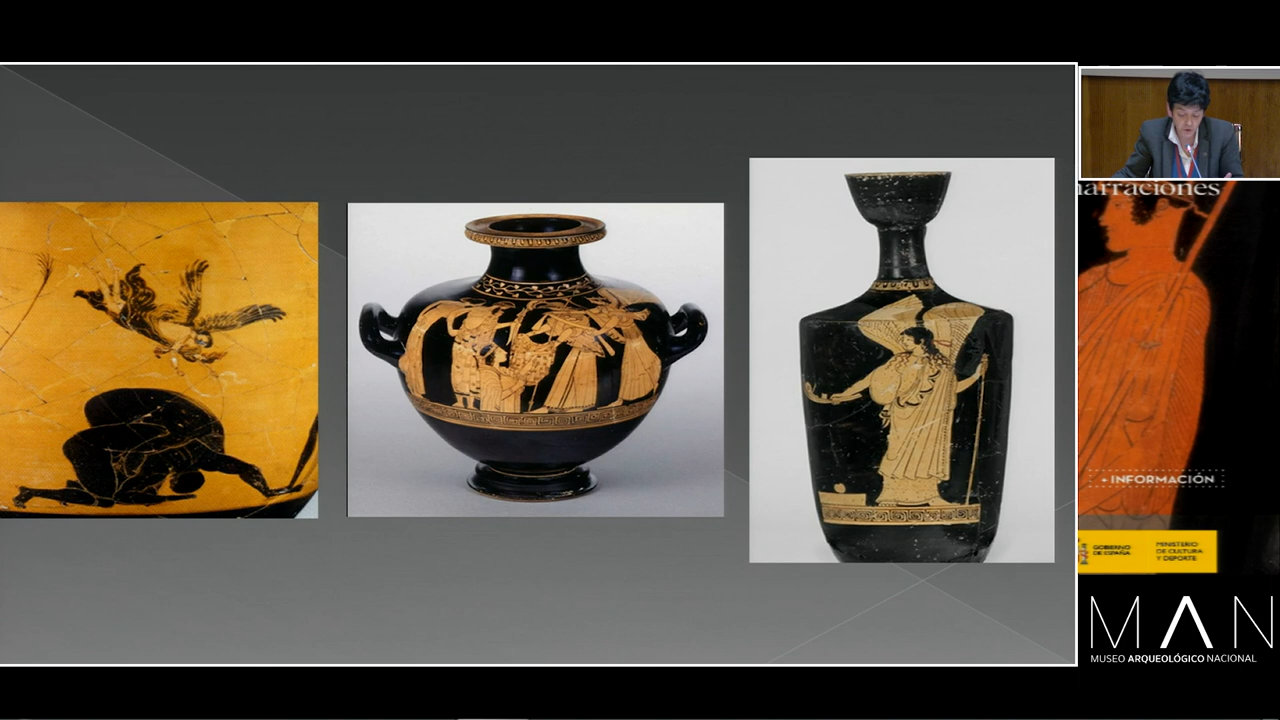 narraciones
+ INFORMACIÓN
GOBIERNO
DE ESPAÑA
MINISTERIO
DE CULTURA
Y DEPORTE
MAN
MUSEO ARQUEOLÓGICO NACIONAL